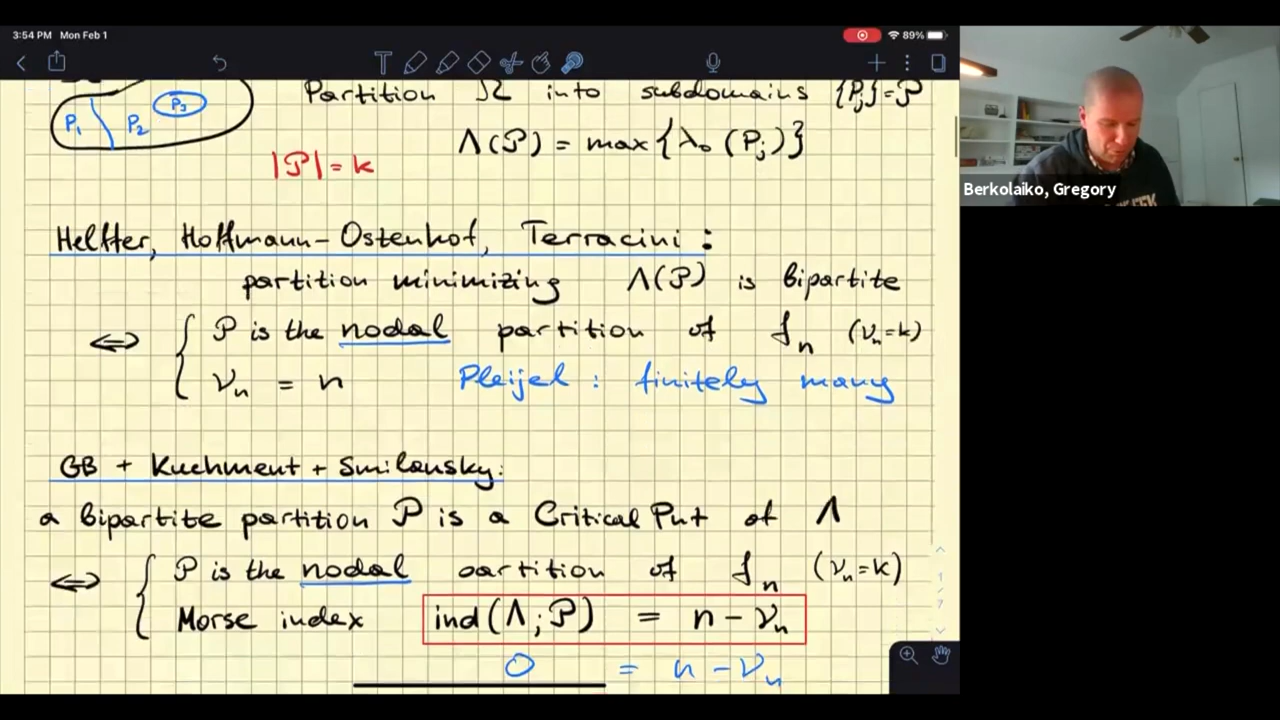 3:54 PM Mon Feb 1
89%
Partition Ω into subdomains {Pj}=𝒫
P1 P2 P3
Λ(𝒫) = max{λ0(Pj)}
|𝒫| = k
Berkolaiko, Gregory
Helffer, Hoffmann-Ostenhof, Terracini:
partition minimizing Λ(𝒫) is bipartite
⇔ { 𝒫 is the nodal partition of fn (νn=k)
νn = n Pleijel: finitely many
GB + Kuchment + Smilansky:
a bipartite partition 𝒫 is a Critical Pnt of Λ
⇔ { 𝒫 is the nodal partition of fn (νn=k)
Morse index ind(Λ;𝒫) = n - νn
0 = n - νn